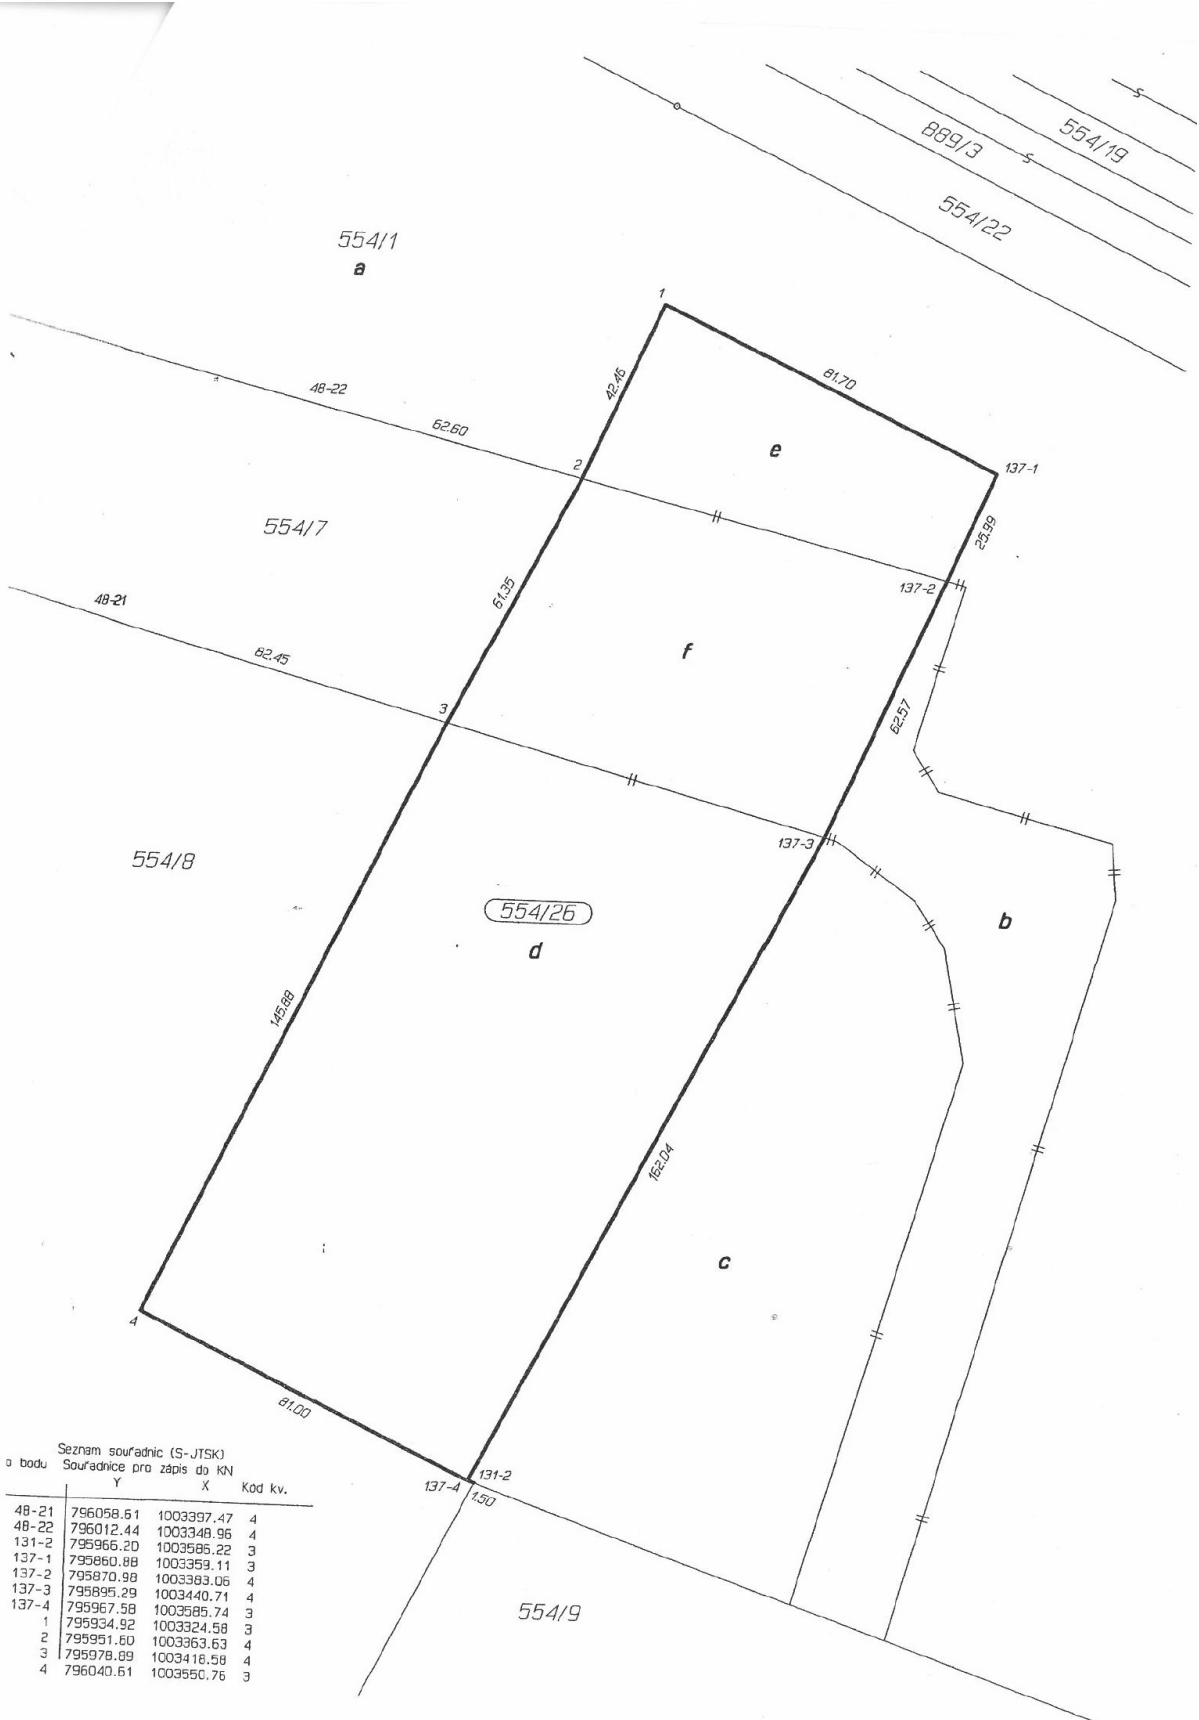 554/19
889/3
554/22
554/1
a
1
48-22
62.60
42.46
81.70
e
2
137-1
554/7
25.99
48-21
61.35
137-2
82.45
f
62.57
3
137-3
554/8
554/26
d
b
145.88
162.04
c
4
81.00
131-2
137-4
1.50
554/9
Seznam souřadnic (S-JTSK)
bodu Souřadnice pro zápis do KN
Y X Kód kv.
48-21 796058.61 1003397.47 4
48-22 796012.44 1003348.96 4
131-2 795966.20 1003586.22 3
137-1 795860.88 1003359.11 3
137-2 795870.98 1003383.06 4
137-3 795895.29 1003440.71 4
137-4 795967.58 1003585.74 3
1 795934.92 1003324.58 3
2 795951.60 1003363.63 4
3 795978.89 1003418.58 4
4 796040.61 1003550.76 3